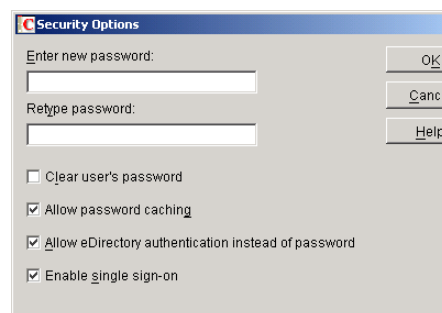 Security Options
Enter new password:
OK
Retype password:
Canc
Help
Clear user's password
Allow password caching
Allow eDirectory authentication instead of password
Enable single sign-on